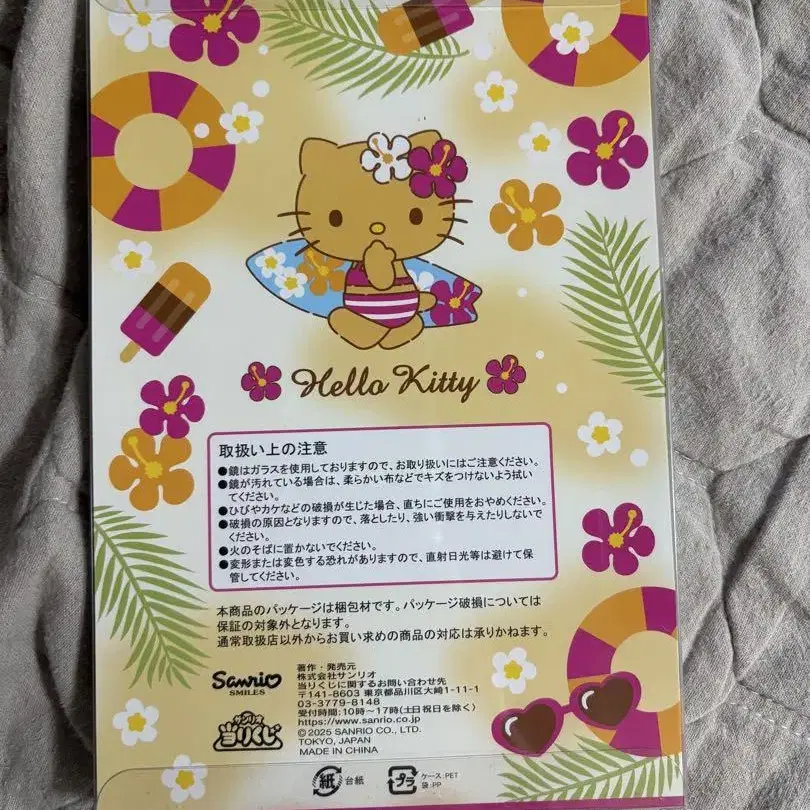 Hello Kitty
取扱い上の注意
●鏡はガラスを使用しておりますので、お取り扱いにはご注意ください。
●鏡が汚れている場合は、柔らかい布などでキズをつけないよう拭い
てください。
●ひびやカケなどの破損が生じた場合、直ちにご使用をおやめください。
●破損の原因となりますので、落としたり、強い衝撃を与えたりしないで
ください。
●火のそばに置かないでください。
●変形または変色する恐れがありますので、直射日光等は避けて保
管してください。
本商品のパッケージは梱包材です。パッケージ破損については
保証の対象外となります。
通常取扱店以外からお買い求めの商品の対応は承りかねます。
Sanrio
SMILES
サンリオ
当りくじ
著作・発売元
株式会社サンリオ
当りくじに関するお問い合わせ先
〒141-8603 東京都品川区大崎1-11-1
03-3779-8148
受付時間:10時～17時(土日祝日を除く)
https://www.sanrio.co.jp
© 2025 SANRIO CO., LTD.
TOKYO, JAPAN
MADE IN CHINA
紙 台紙
プラ ケース:PET
袋:PP